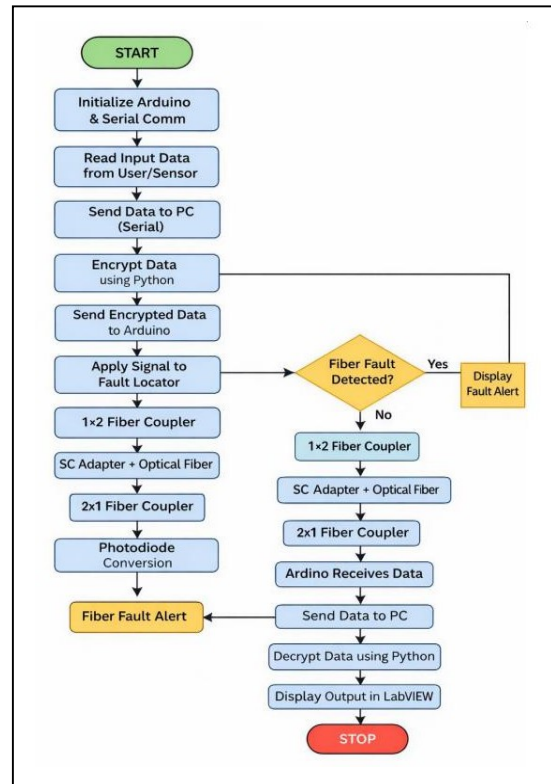 START
Initialize Arduino
& Serial Comm
Read Input Data
from User/Sensor
Send Data to PC
(Serial)
Encrypt Data
using Python
Send Encrypted Data
to Arduino
Apply Signal to
Fault Locator
1×2 Fiber Coupler
SC Adapter + Optical Fiber
2x1 Fiber Coupler
Photodiode
Conversion
Fiber Fault Alert
Fiber Fault
Detected?
Yes
Display
Fault Alert
No
1×2 Fiber Coupler
SC Adapter + Optical Fiber
2x1 Fiber Coupler
Ardino Receives Data
Send Data to PC
Decrypt Data using Python
Display Output in LabVIEW
STOP